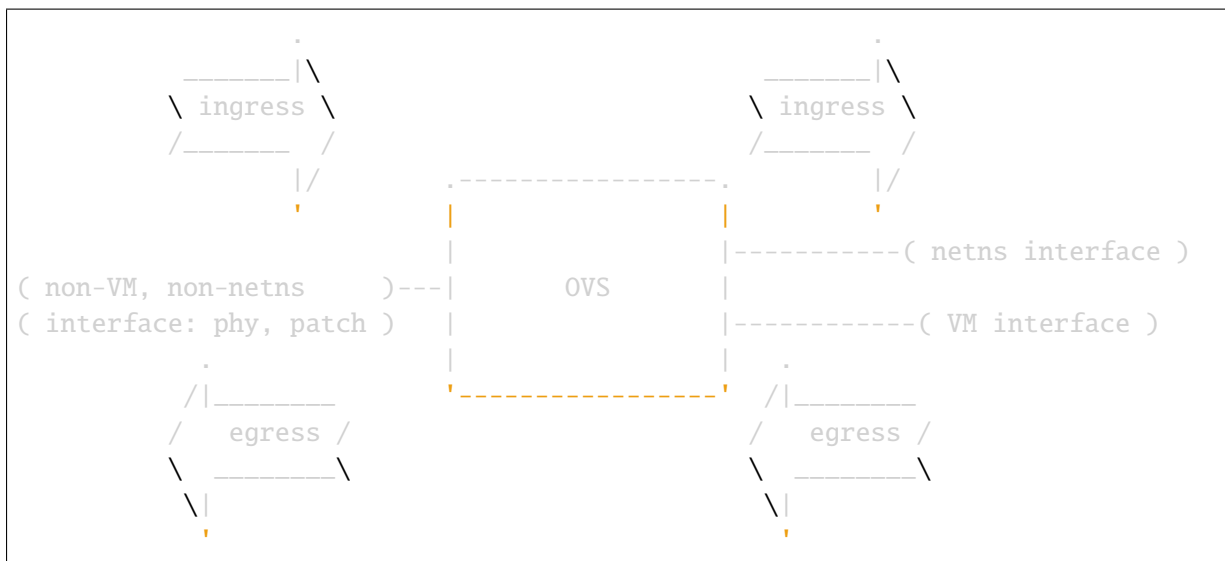 ingress ingress
( netns interface )
( non-VM, non-netns ) OVS
( interface: phy, patch ) ( VM interface )
egress egress